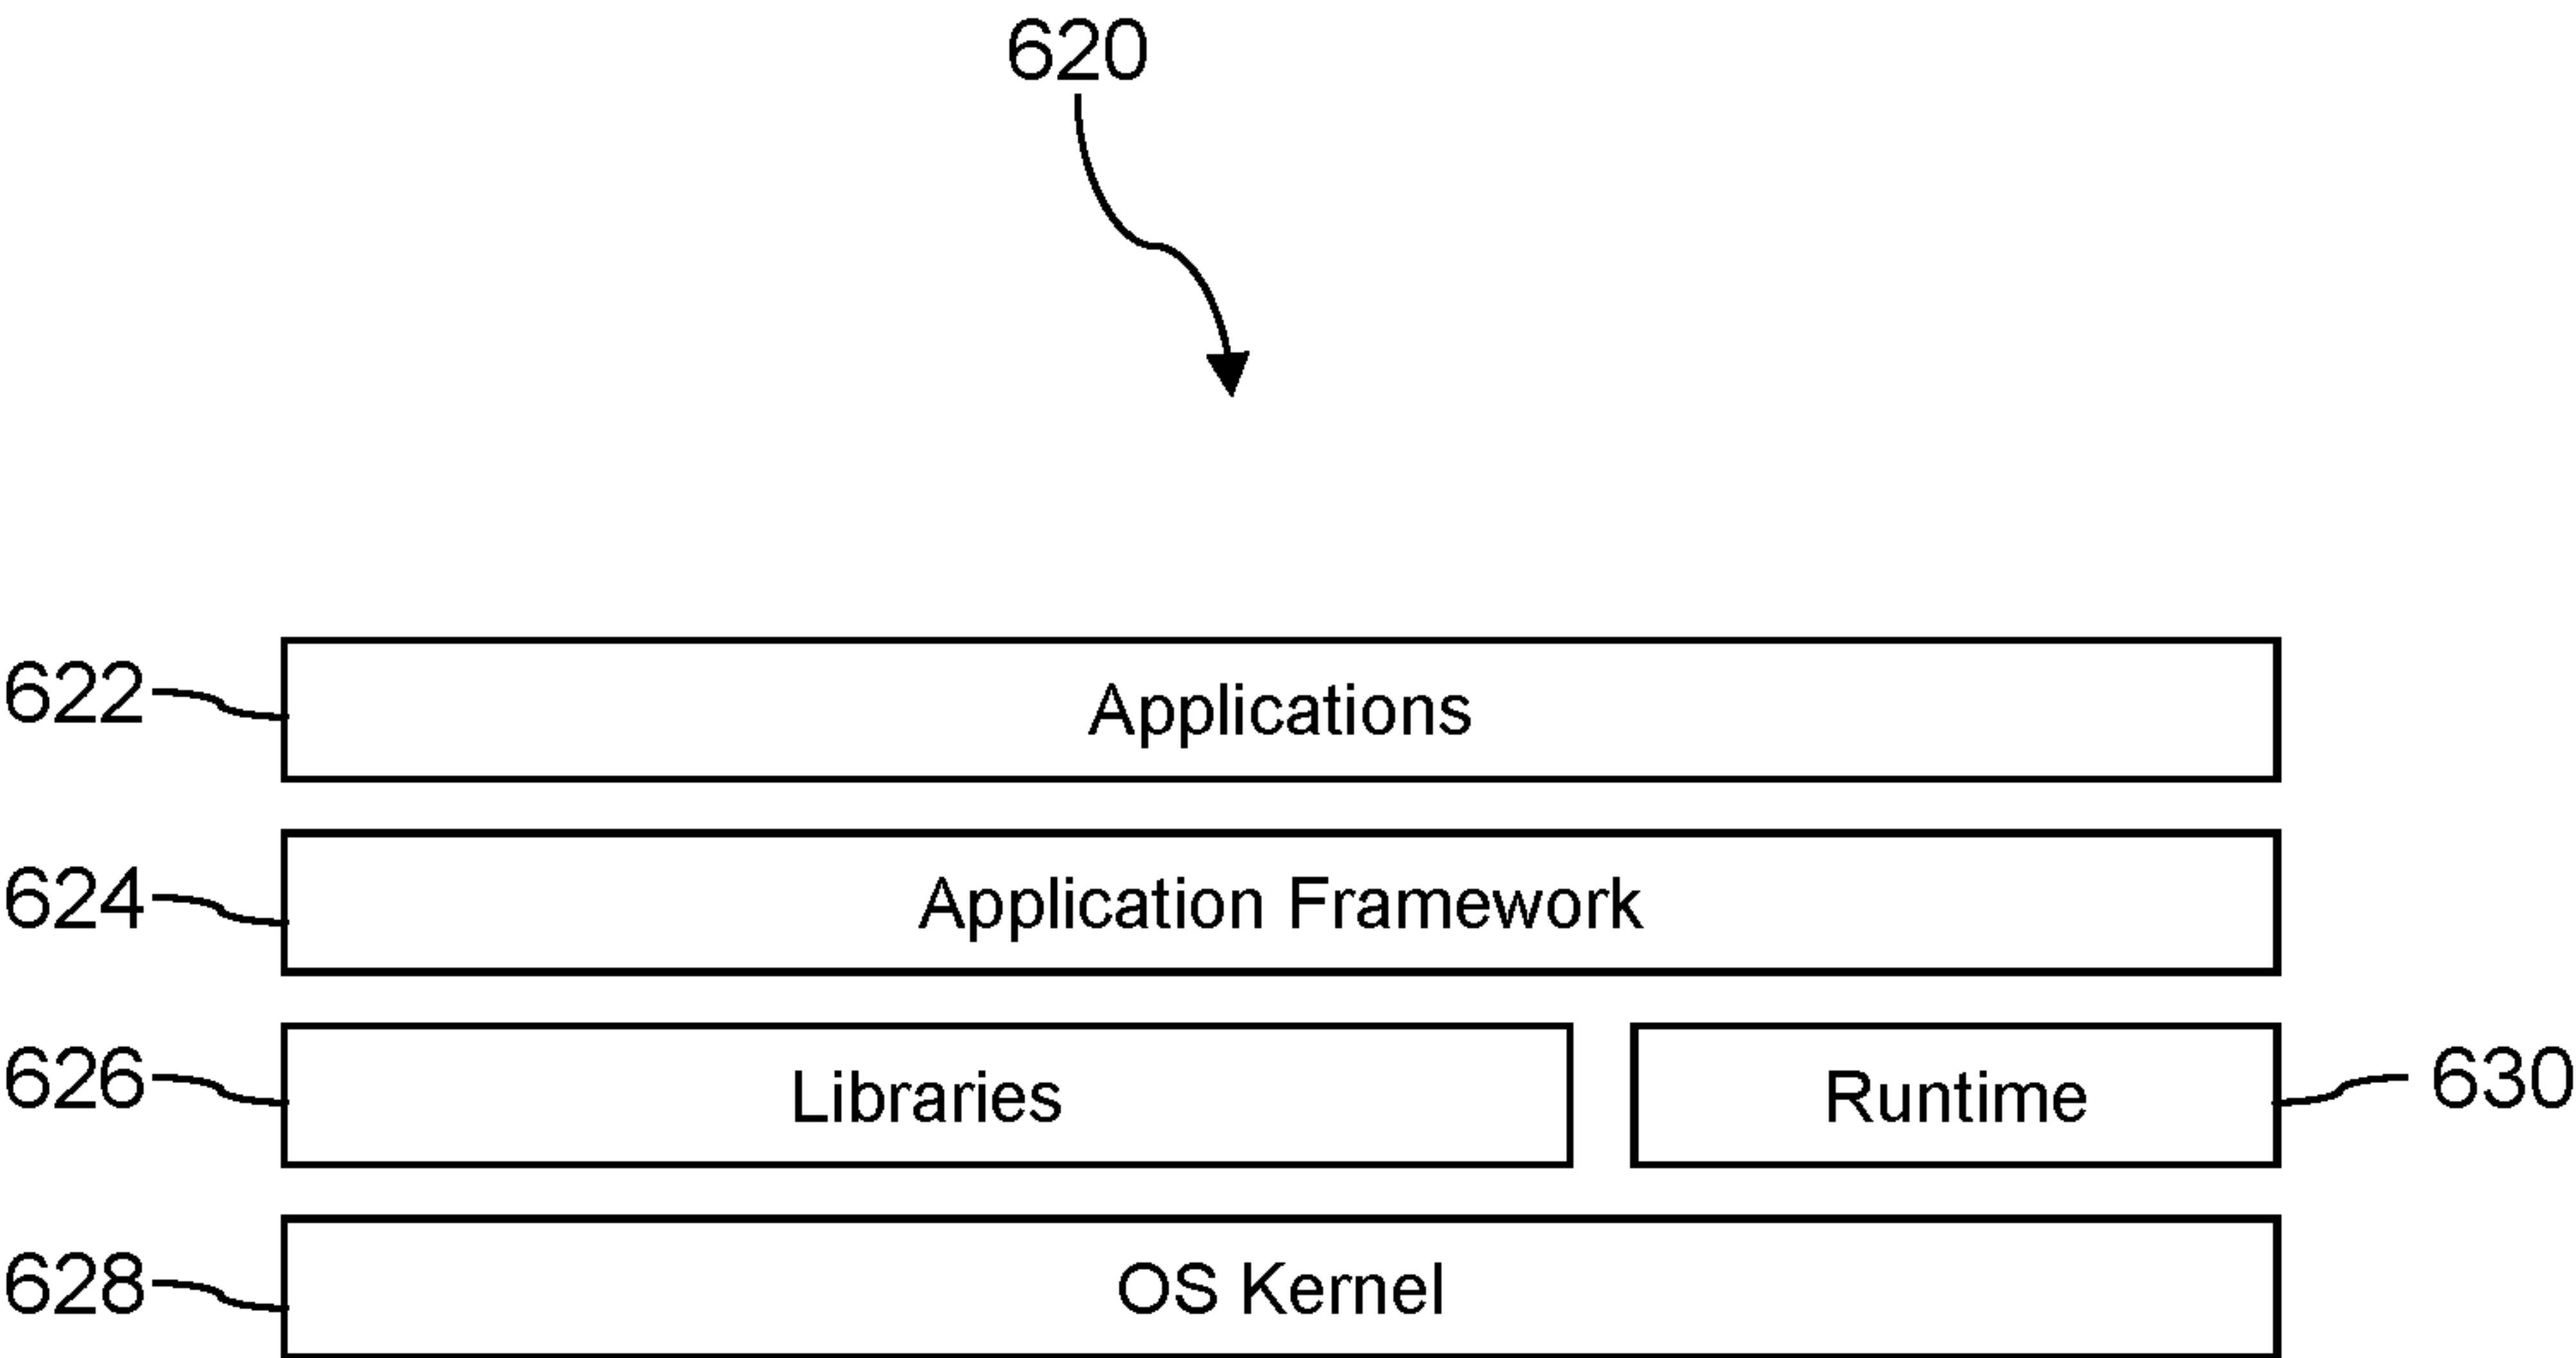 620
622 Applications
624 Application Framework
626 Libraries Runtime 630
628 OS Kernel